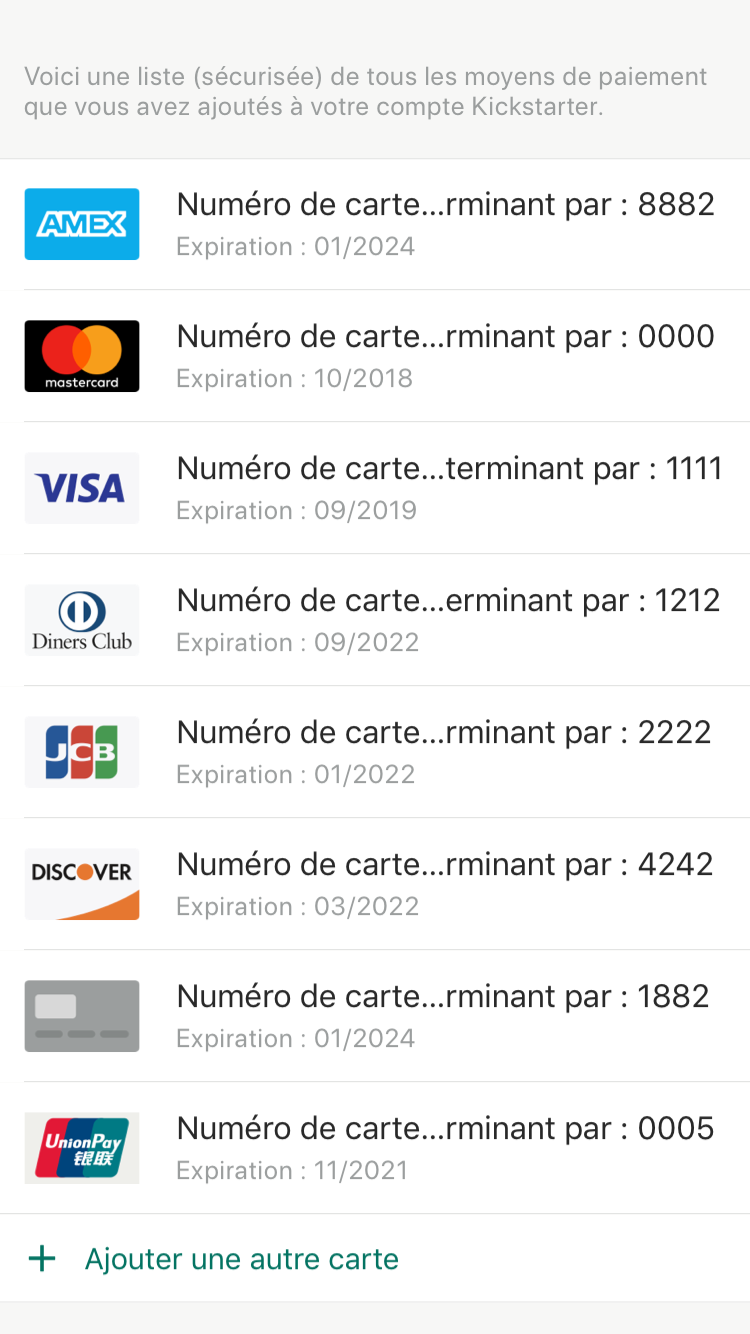 Voici une liste (sécurisée) de tous les moyens de paiement
que vous avez ajoutés à votre compte Kickstarter.
AMEX
Numéro de carte...rminant par : 8882
Expiration : 01/2024
mastercard
Numéro de carte...rminant par : 0000
Expiration : 10/2018
VISA
Numéro de carte...terminant par : 1111
Expiration : 09/2019
Diners Club
Numéro de carte...erminant par : 1212
Expiration : 09/2022
JCB
Numéro de carte...rminant par : 2222
Expiration : 01/2022
DISCOVER
Numéro de carte...rminant par : 4242
Expiration : 03/2022
Numéro de carte...rminant par : 1882
Expiration : 01/2024
UnionPay
银联
Numéro de carte...rminant par : 0005
Expiration : 11/2021
+ Ajouter une autre carte